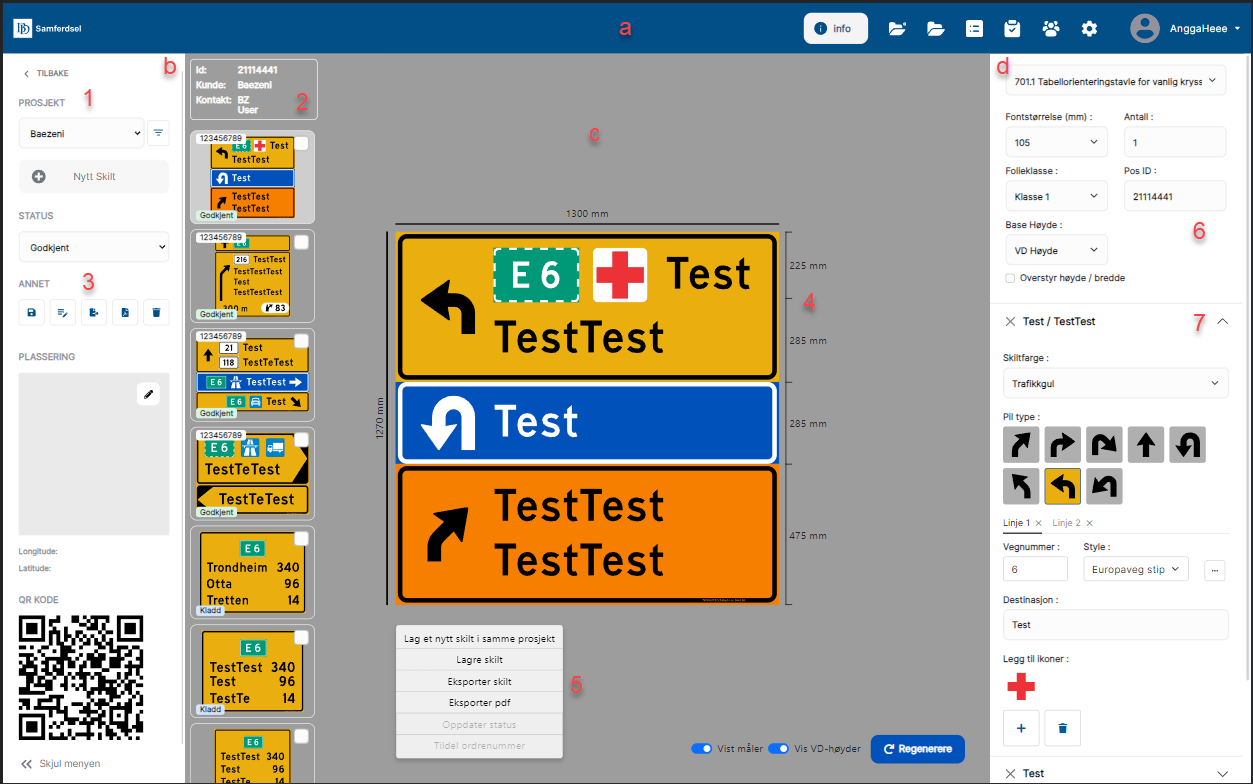 BD Samferdsel
a
info
AnggaHeee
b
TILBAKE
PROSJEKT
1
Baezeni
Nytt Skilt
STATUS
Godkjent
ANNET
3
PLASSERING
Longitude:
Latitude:
QR KODE
Skjul menyen
Id: 21114441
Kunde: Baezeni
Kontakt: BZ
User
2
123456789
E 6 Test
TestTest
Test
TestTest
TestTest
Godkjent
123456789
E 6
216 TestTest
TestTestTest
Test
TestTestTest
300 m 83
Godkjent
123456789
21 Test
118 TestTeTest
E 6 TestTest
E 6 Test
Godkjent
123456789
E 6
TestTeTest
TestTeTest
Godkjent
E 6
Trondheim 340
Otta 96
Tretten 14
Kladd
E 6
TestTest 340
Test 96
TestTe 14
Kladd
E 6
TestTest 340
Test 96
TestTe 14
c
1300 mm
1270 mm
E 6 Test
TestTest
Test
TestTest
TestTest
225 mm
4
285 mm
285 mm
475 mm
Lag et nytt skilt i samme prosjekt
Lagre skilt
Eksporter skilt
Eksporter pdf
Oppdater status
Tildel ordrenummer
5
Vist måler
Vis VD-høyder
Regenerere
d
701.1 Tabellorienteringstavle for vanlig kryss
Fontstørrelse (mm) :
Antall :
105
1
Folieklasse :
Pos ID :
Klasse 1
21114441
Base Høyde :
6
VD Høyde
Overstyr høyde / bredde
Test / TestTest
7
Skiltfarge :
Trafikkgul
Pil type :
Linje 1
Linje 2
Vegnummer :
Style :
6
Europaveg stip
...
Destinasjon :
Test
Legg til ikoner :
Test